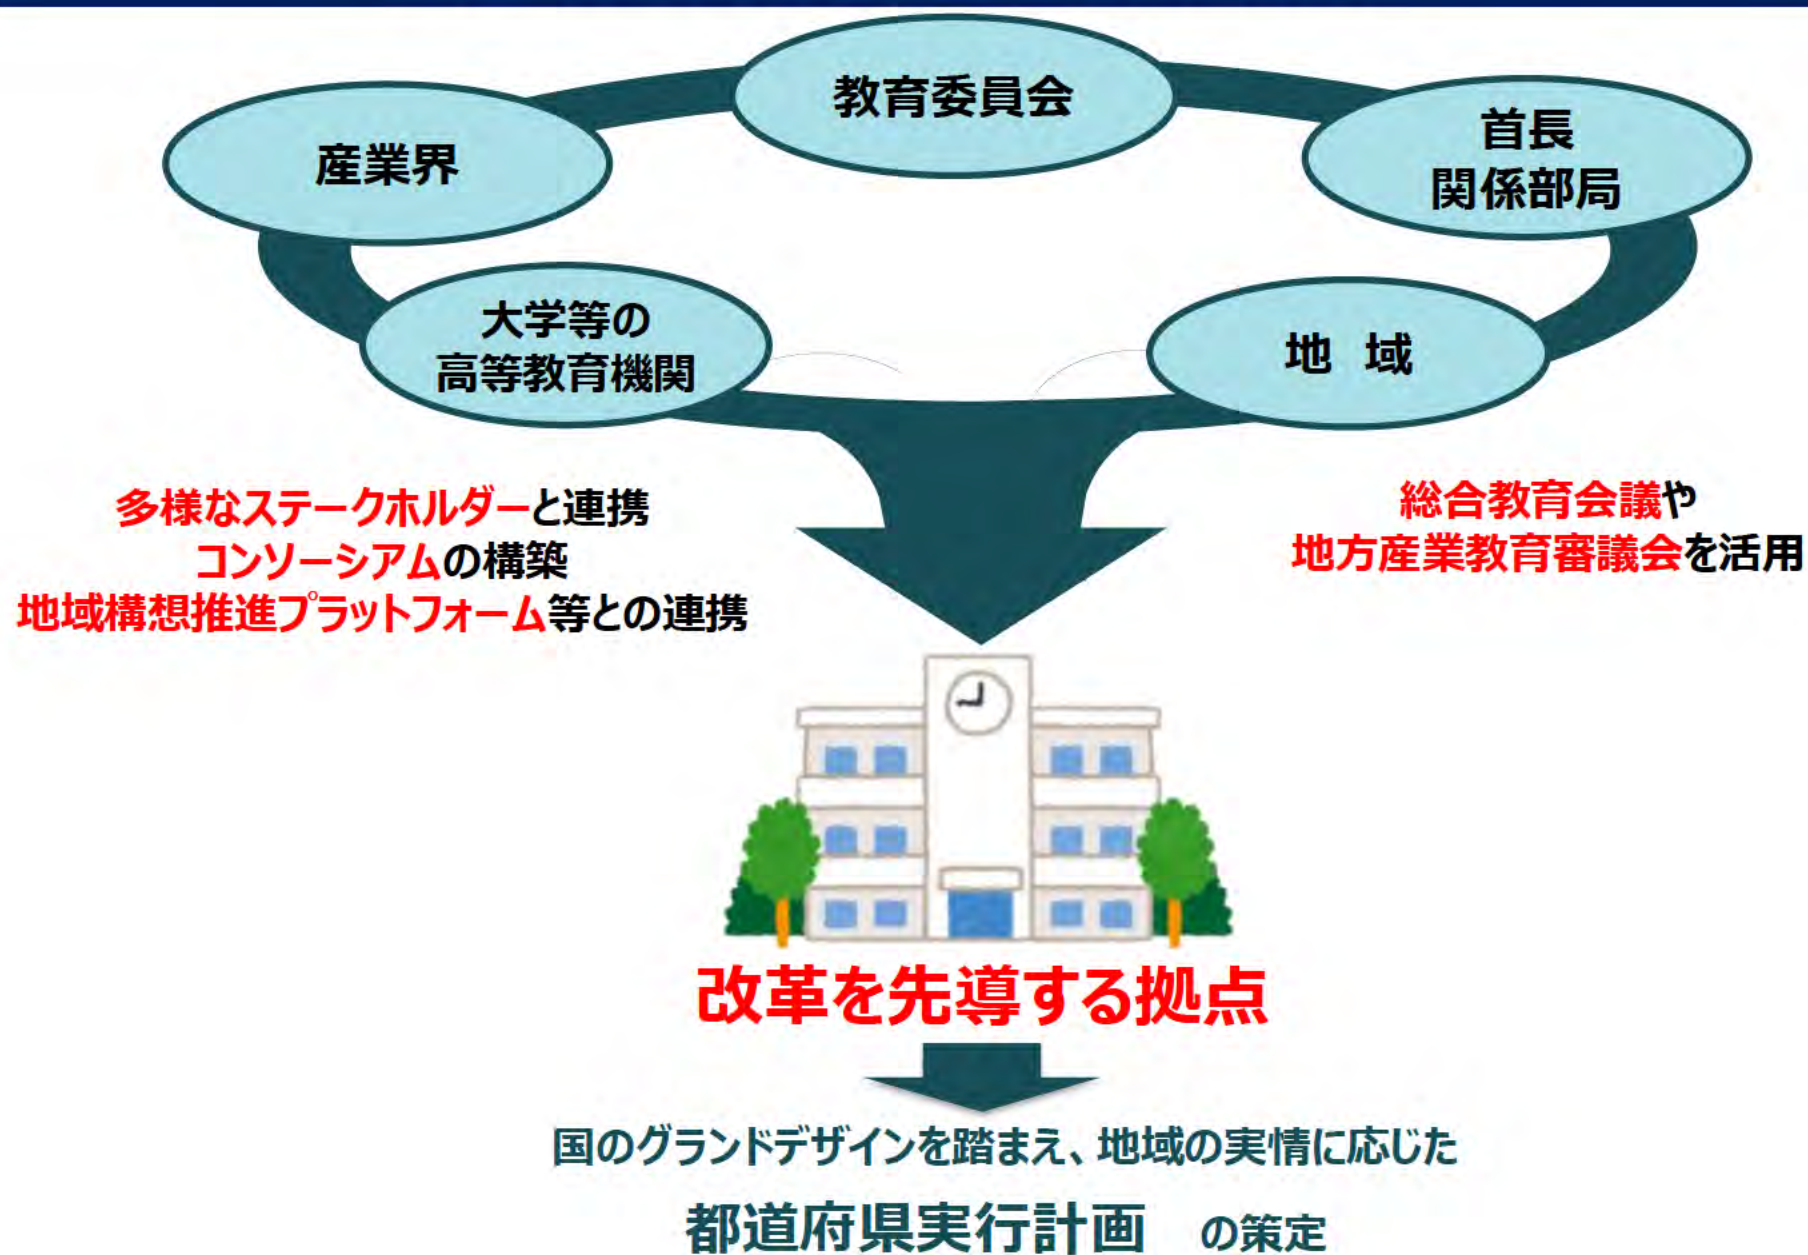 教育委員会
産業界
首長
関係部局
大学等の
高等教育機関
地 域
多様なステークホルダーと連携
コンソーシアムの構築
地域構想推進プラットフォーム等との連携
総合教育会議や
地方産業教育審議会を活用
改革を先導する拠点
国のグランドデザインを踏まえ、地域の実情に応じた
都道府県実行計画 の策定